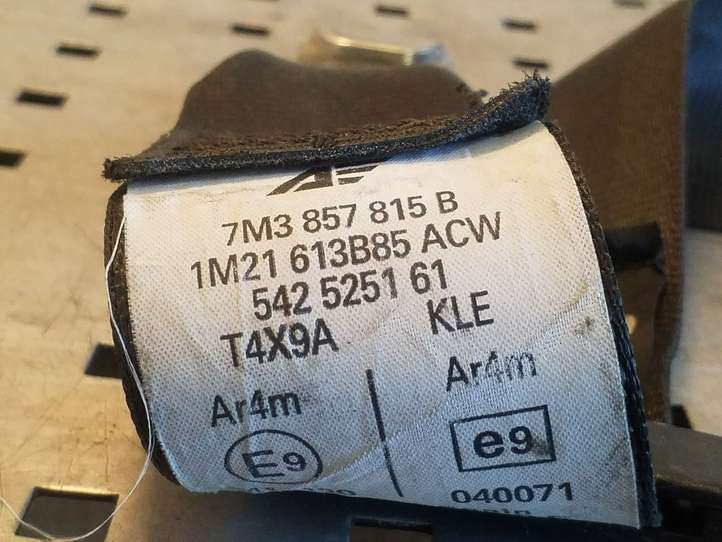 7M3 857 815 B
1M21 613B85 ACW
542 5251 61
T4X9A KLE
Ar4m Ar4m
E9 e9
040071